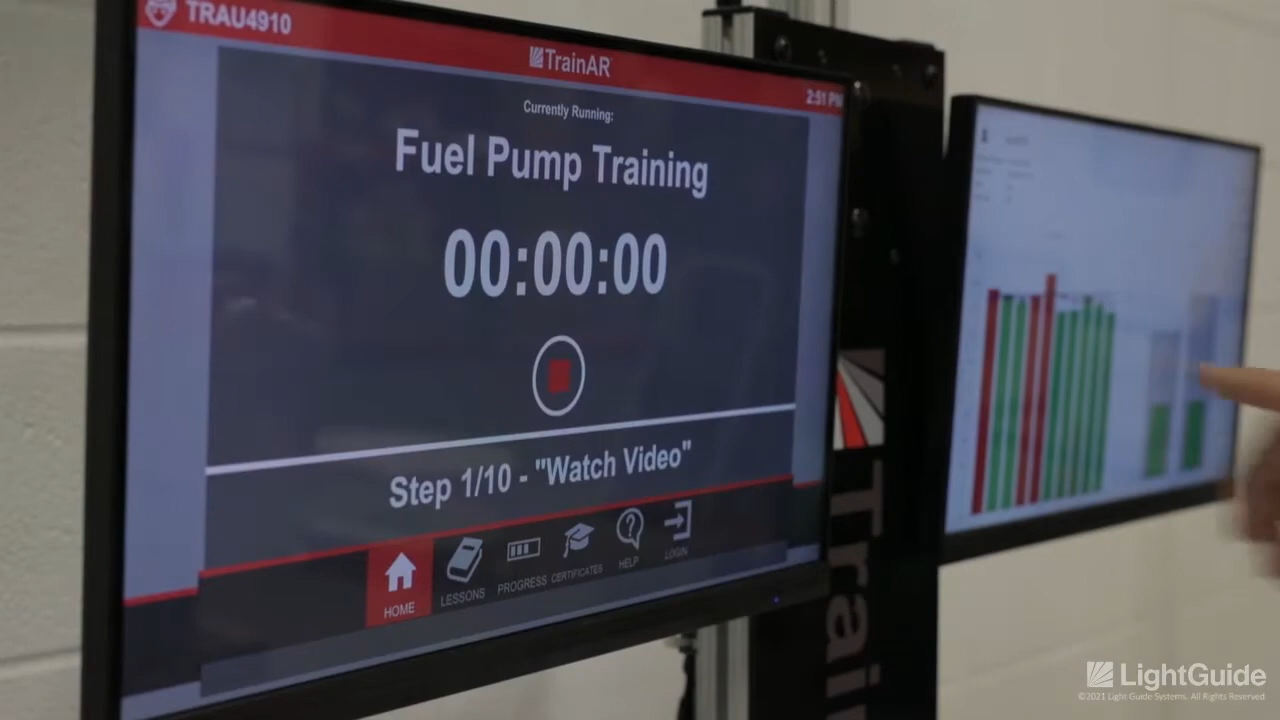 TRAU4910
TrainAR
2:51 PM
Currently Running:
Fuel Pump Training
00:00:00
Step 1/10 - "Watch Video"
HOME
LESSONS
PROGRESS
CERTIFICATES
HELP
LOGIN
Train
LightGuide
©2021 Light Guide Systems. All Rights Reserved.